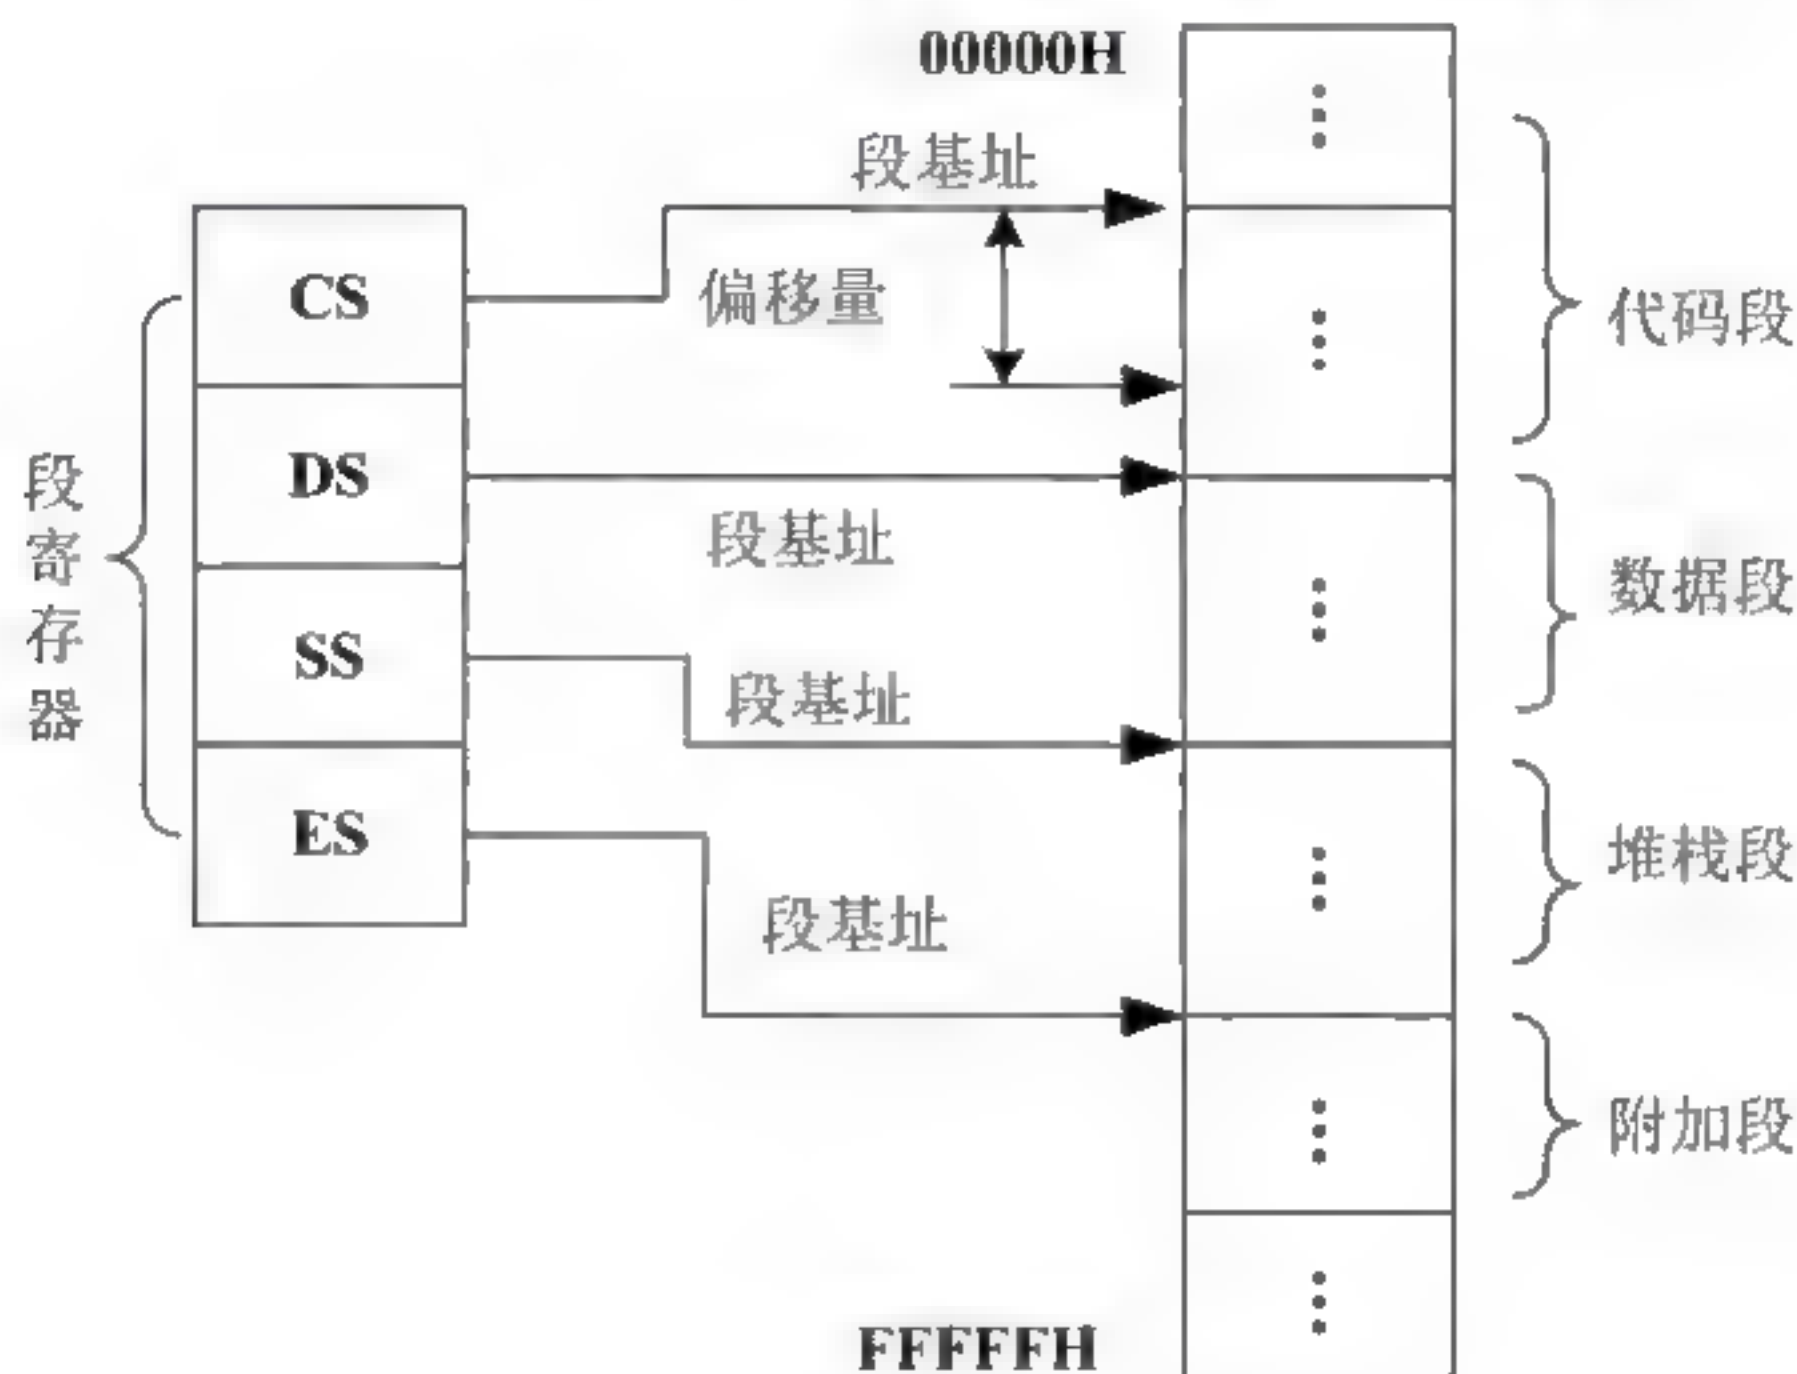 00000H
段基址
CS
偏移量
代码段
DS
段基址
数据段
段寄存器
SS
段基址
堆栈段
ES
段基址
附加段
FFFFFH